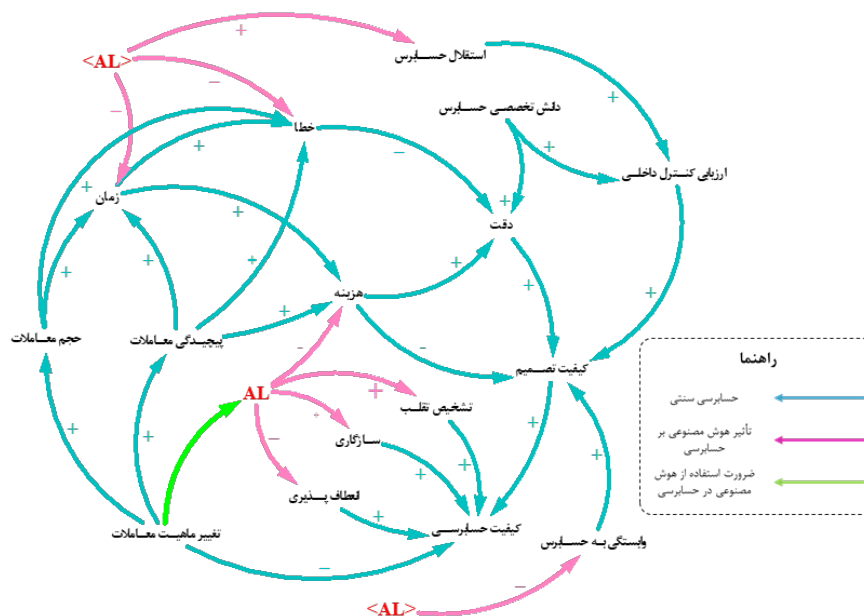 <AL>
+
استقلال حسابرس
–
+
–
دانش تخصصی حسابرس
خطا
+
+
–
ارزیابی کنترل داخلی
+
زمان
+
+
دقت
+
+
+
+
+
هزینه
+
حجم معاملات
پیچیدگی معاملات
+
-
-
کیفیت تصمیم
راهنما
AL
+
تشخیص تقلب
حسابرسی سنتی
–
+
سازگاری
تأثیر هوش مصنوعی بر
حسابرسی
+
+
+
+
+
+
ضرورت استفاده از هوش
مصنوعی در حسابرسی
انعطاف پذیری
+
تغییر ماهیت معاملات
کیفیت حسابرسی
وابستگی به حسابرس
–
–
<AL>